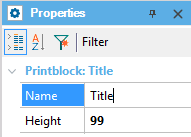 Properties
Filter
Printblock: Title
Name Title
Height 99